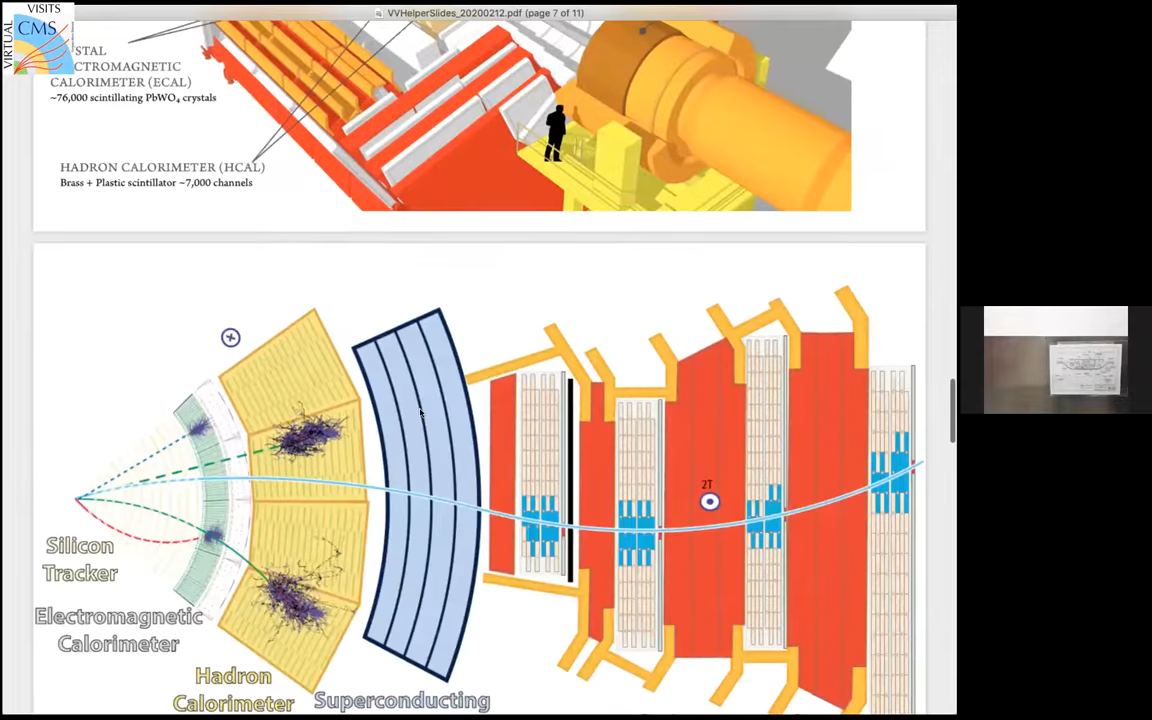 VVHelperSlides_20200212.pdf (page 7 of 11)
VISITS
VIRTUAL
CMS
STAL
CTROMAGNETIC
CALORIMETER (ECAL)
~76,000 scintillating PbWO₄ crystals
HADRON CALORIMETER (HCAL)
Brass + Plastic scintillator ~7,000 channels
2T
Silicon
Tracker
Electromagnetic
Calorimeter
Hadron
Calorimeter
Superconducting